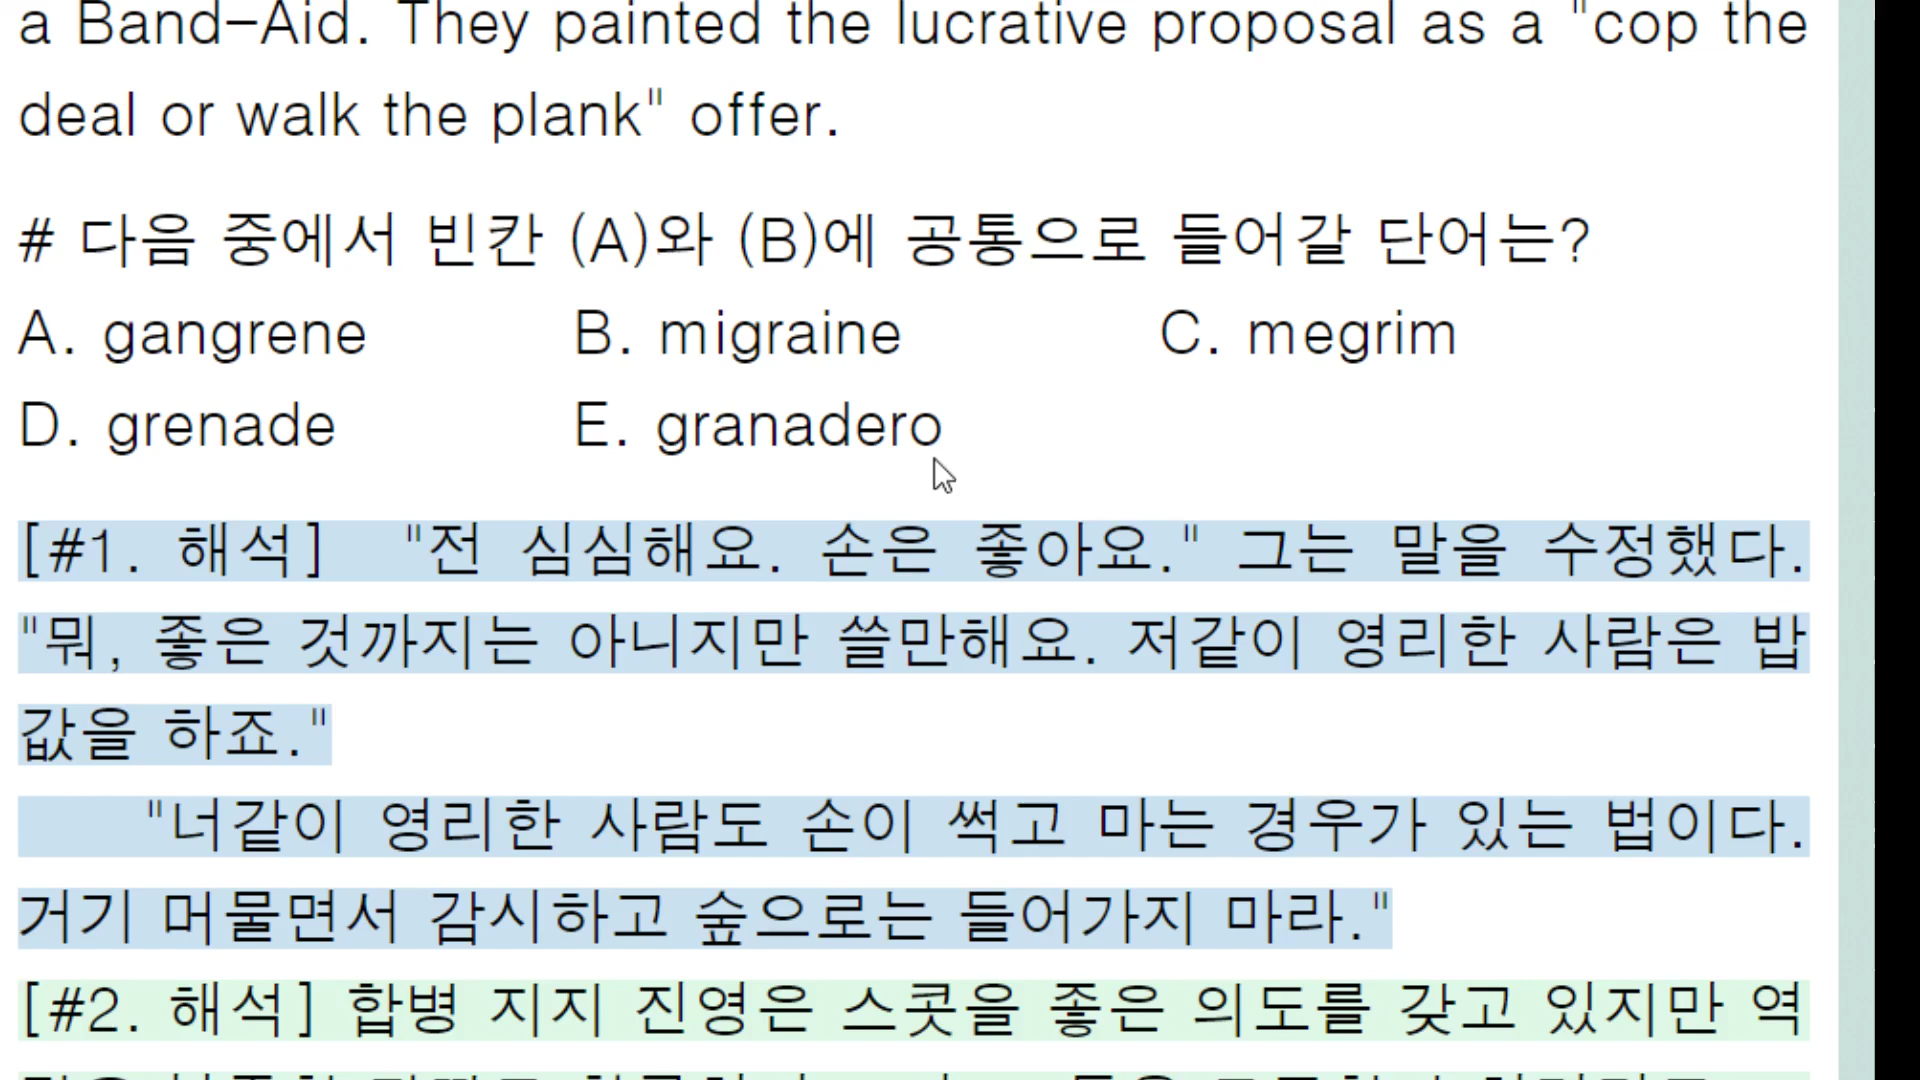 a Band-Aid. They painted the lucrative proposal as a "cop the
deal or walk the plank" offer.
# 다음 중에서 빈칸 (A)와 (B)에 공통으로 들어갈 단어는?
A. gangrene B. migraine C. megrim
D. grenade E. granadero
[#1. 해석] "전 심심해요. 손은 좋아요." 그는 말을 수정했다.
"뭐, 좋은 것까지는 아니지만 쓸만해요. 저같이 영리한 사람은 밥
값을 하죠."
"너같이 영리한 사람도 손이 썩고 마는 경우가 있는 법이다.
거기 머물면서 감시하고 숲으로는 들어가지 마라."
[#2. 해석] 합병 지지 진영은 스콧을 좋은 의도를 갖고 있지만 역